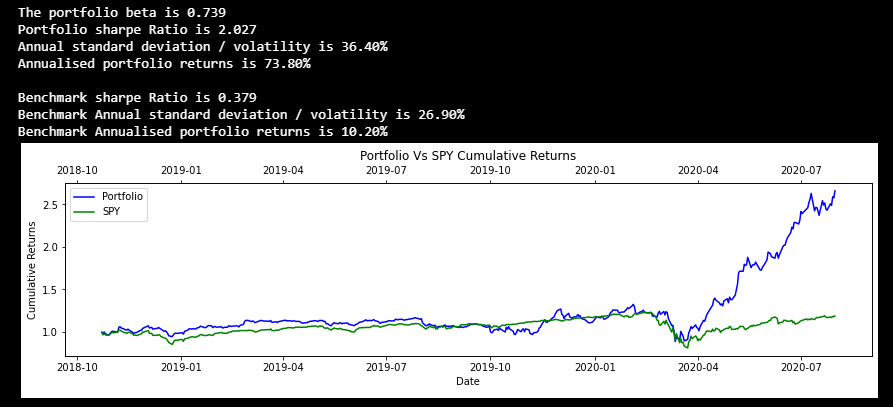 The portfolio beta is 0.739
Portfolio sharpe Ratio is 2.027
Annual standard deviation / volatility is 36.40%
Annualised portfolio returns is 73.80%
Benchmark sharpe Ratio is 0.379
Benchmark Annual standard deviation / volatility is 26.90%
Benchmark Annualised portfolio returns is 10.20%
Portfolio Vs SPY Cumulative Returns
2018-10 2019-01 2019-04 2019-07 2019-10 2020-01 2020-04 2020-07
Portfolio
SPY
Cumulative Returns
2.5
2.0
1.5
1.0
2018-10 2019-01 2019-04 2019-07 2019-10 2020-01 2020-04 2020-07
Date